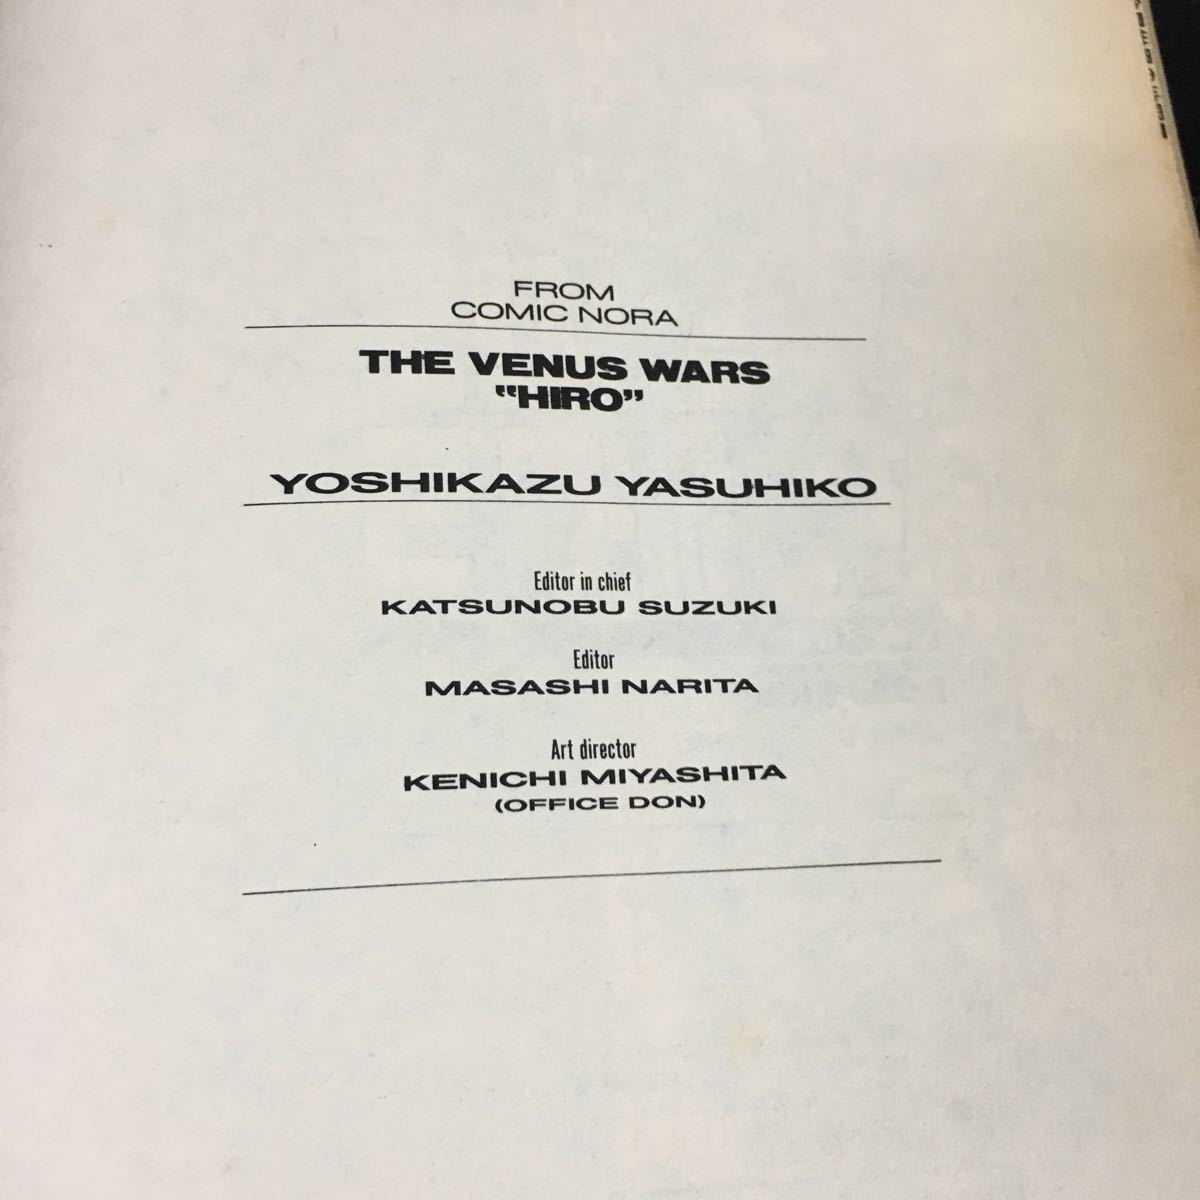 FROM
COMIC NORA
THE VENUS WARS
"HIRO"
YOSHIKAZU YASUHIKO
Editor in chief
KATSUNOBU SUZUKI
Editor
MASASHI NARITA
Art director
KENICHI MIYASHITA
(OFFICE DON)